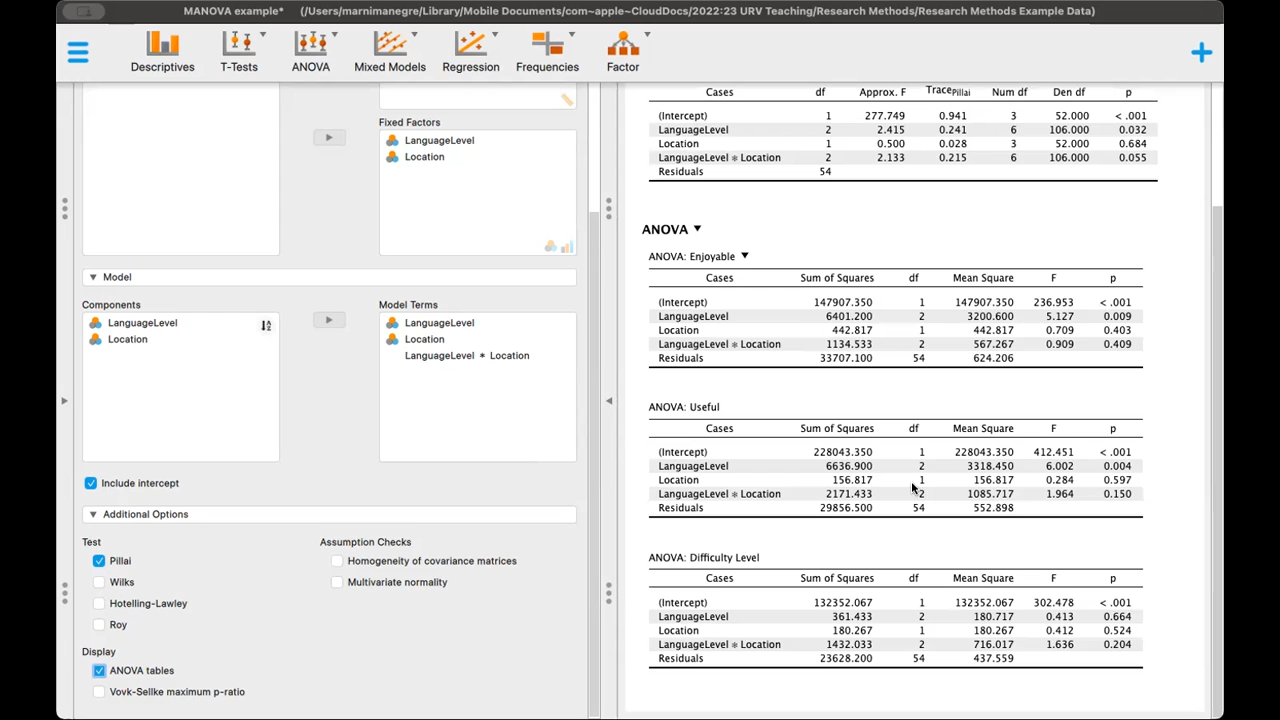 MANOVA example* (/Users/marnimanegre/Library/Mobile Documents/com~apple~CloudDocs/2022:23 URV Teaching/Research Methods/Research Methods Example Data)
Descriptives T-Tests ANOVA Mixed Models Regression Frequencies Factor
Fixed Factors
LanguageLevel
Location
Model
Components
LanguageLevel
Location
Model Terms
LanguageLevel
Location
LanguageLevel * Location
Include intercept
Additional Options
Test
Pillai
Wilks
Hotelling-Lawley
Roy
Assumption Checks
Homogeneity of covariance matrices
Multivariate normality
Display
ANOVA tables
Vovk-Sellke maximum p-ratio
Cases df Approx. F TracePillai Num df Den df p
(Intercept) 1 277.749 0.941 3 52.000 < .001
LanguageLevel 2 2.415 0.241 6 106.000 0.032
Location 1 0.500 0.028 3 52.000 0.684
LanguageLevel * Location 2 2.133 0.215 6 106.000 0.055
Residuals 54
ANOVA
ANOVA: Enjoyable
Cases Sum of Squares df Mean Square F p
(Intercept) 147907.350 1 147907.350 236.953 < .001
LanguageLevel 6401.200 2 3200.600 5.127 0.009
Location 442.817 1 442.817 0.709 0.403
LanguageLevel * Location 1134.533 2 567.267 0.909 0.409
Residuals 33707.100 54 624.206
ANOVA: Useful
Cases Sum of Squares df Mean Square F p
(Intercept) 228043.350 1 228043.350 412.451 < .001
LanguageLevel 6636.900 2 3318.450 6.002 0.004
Location 156.817 1 156.817 0.284 0.597
LanguageLevel * Location 2171.433 2 1085.717 1.964 0.150
Residuals 29856.500 54 552.898
ANOVA: Difficulty Level
Cases Sum of Squares df Mean Square F p
(Intercept) 132352.067 1 132352.067 302.478 < .001
LanguageLevel 361.433 2 180.717 0.413 0.664
Location 180.267 1 180.267 0.412 0.524
LanguageLevel * Location 1432.033 2 716.017 1.636 0.204
Residuals 23628.200 54 437.559